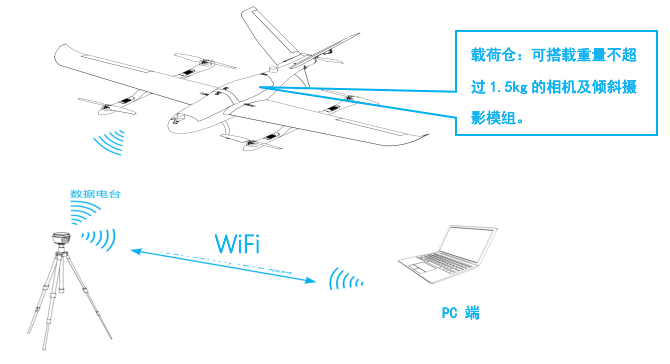 载荷仓：可搭载重量不超
过 1.5kg 的相机及倾斜摄
影模组。
数据电台
WiFi
PC 端